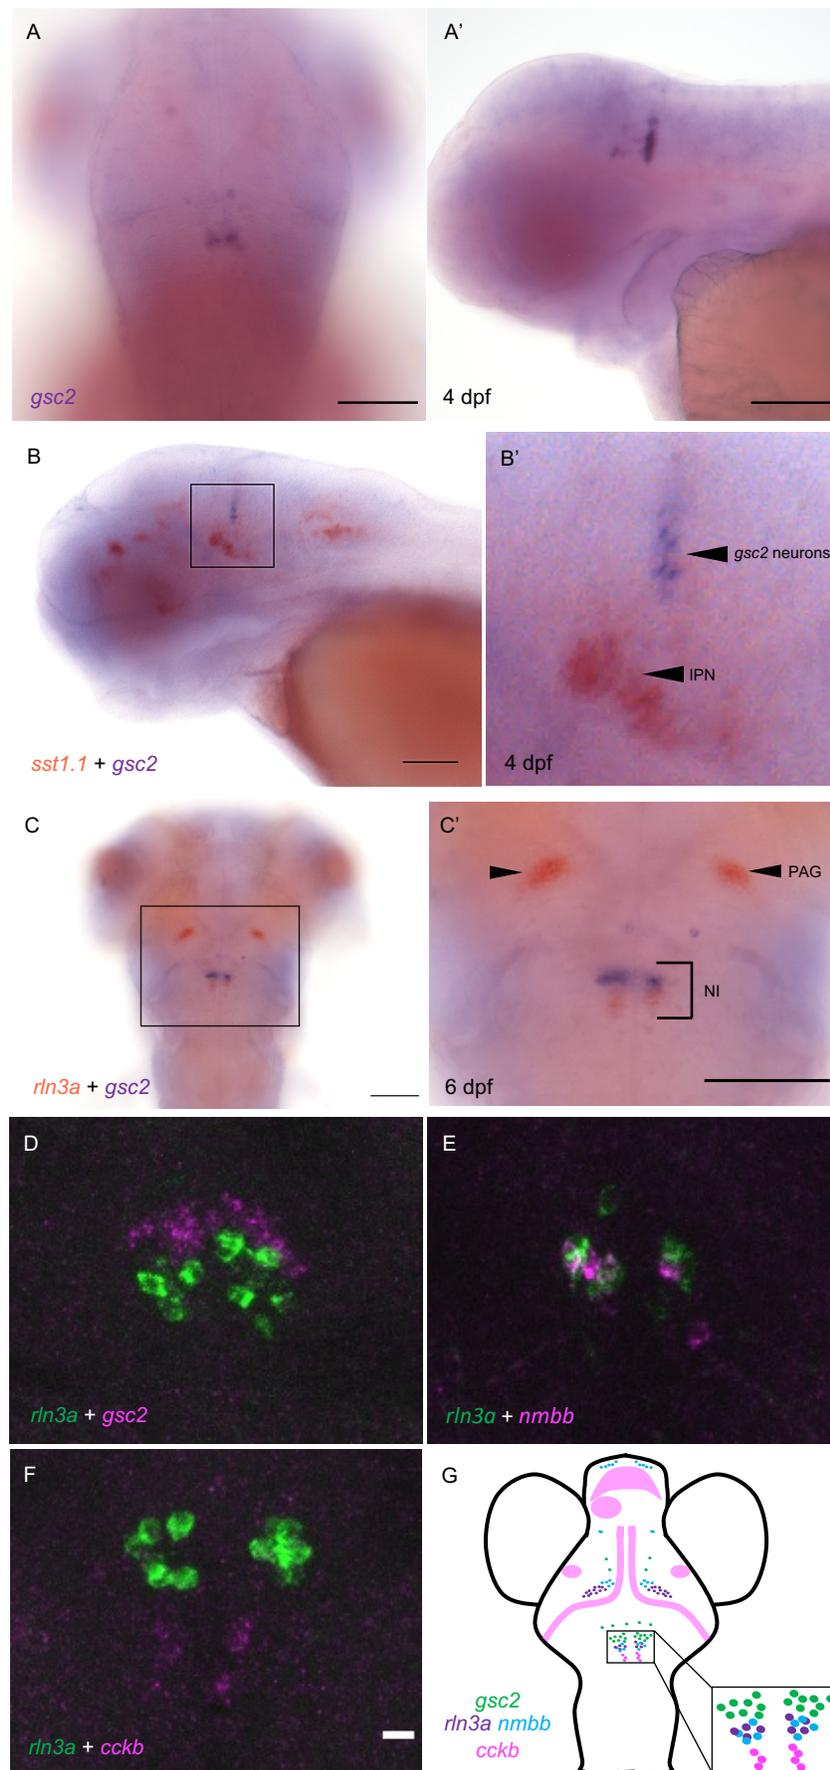 A
A’
gsc2
4 dpf
B
B’
gsc2 neurons
IPN
sst1.1 + gsc2
4 dpf
C
C’
PAG
NI
rln3a + gsc2
6 dpf
D
E
rln3a + gsc2
rln3a + nmbb
F
G
gsc2
rln3a nmbb
cckb
rln3a + cckb